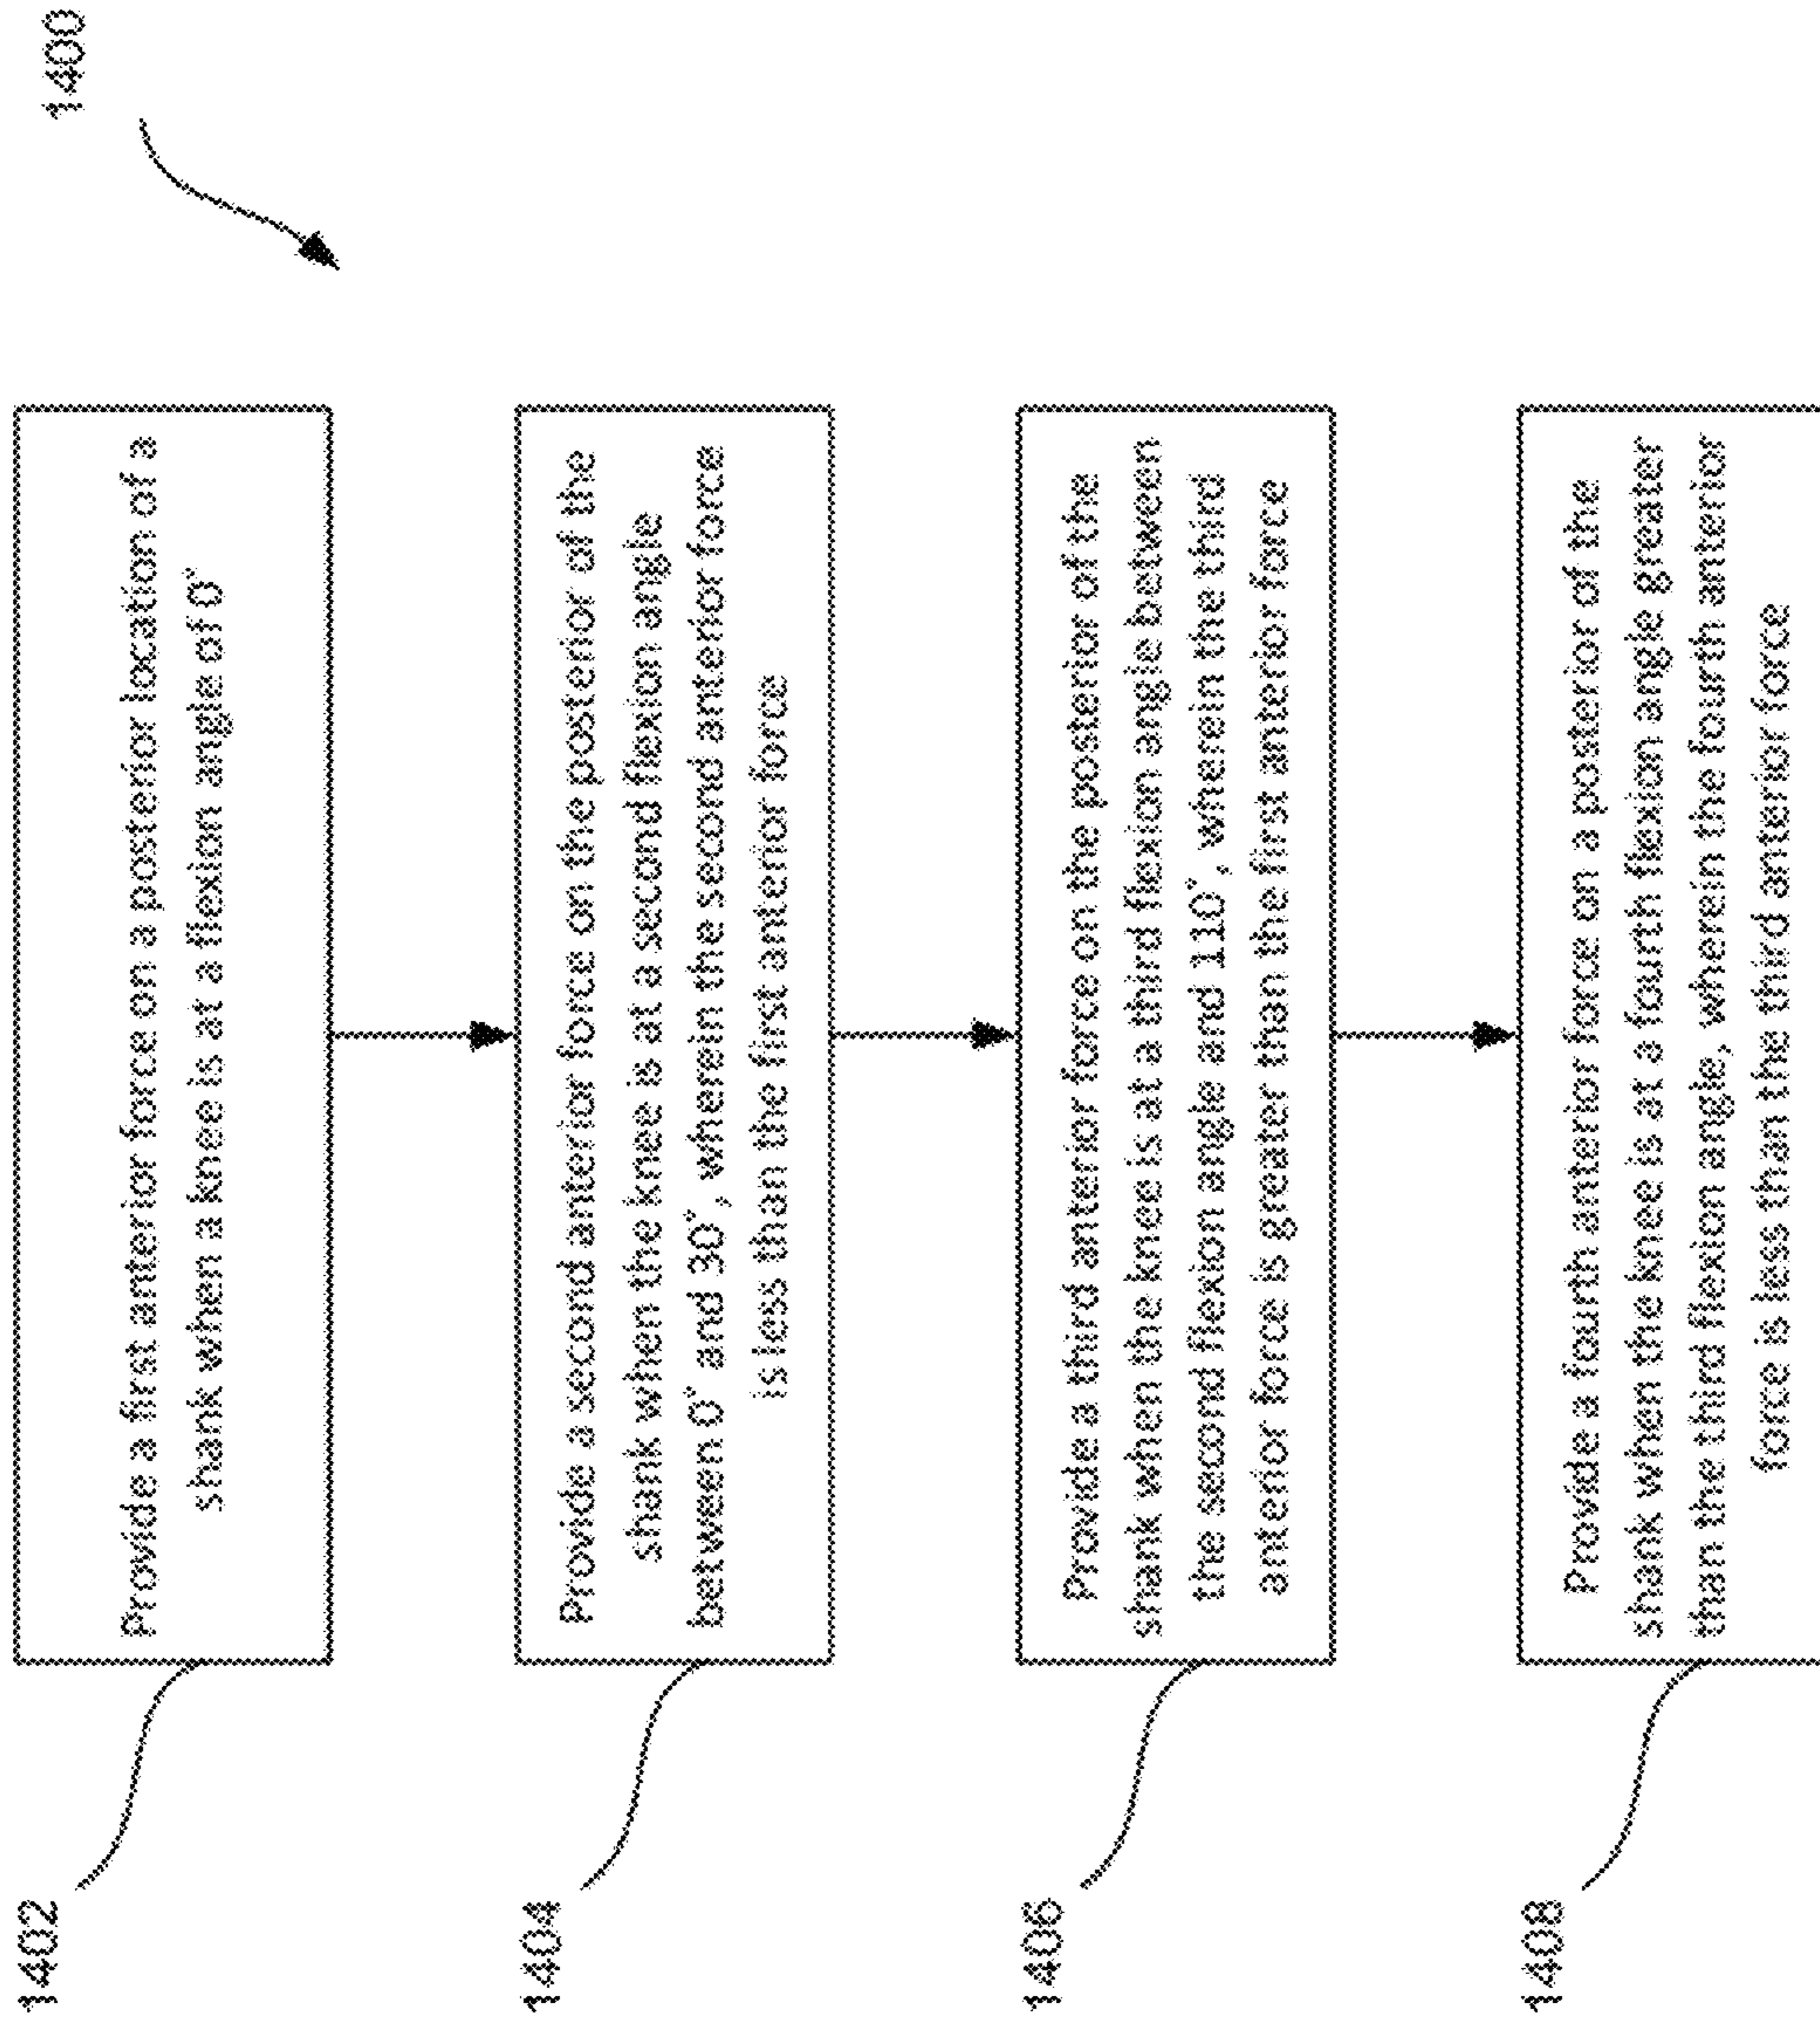 1400
1402
Provide a first anterior force on a posterior location of a
shank when a knee is at a flexion angle of 0°
1404
Provide a second anterior force on the posterior of the
shank when the knee is at a second flexion angle
between 0° and 30°, wherein the second anterior force
is less than the first anterior force
1406
Provide a third anterior force on the posterior of the
shank when the knee is at a third flexion angle between
the second flexion angle and 110°, wherein the third
anterior force is greater than the first anterior force
1408
Provide a fourth anterior force on a posterior of the
shank when the knee is at a fourth flexion angle greater
than the third flexion angle, wherein the fourth anterior
force is less than the third anterior force